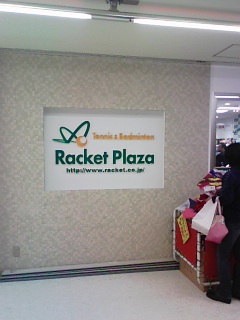 Tennis & Badminton
Racket Plaza
http://www.racket.co.jp/